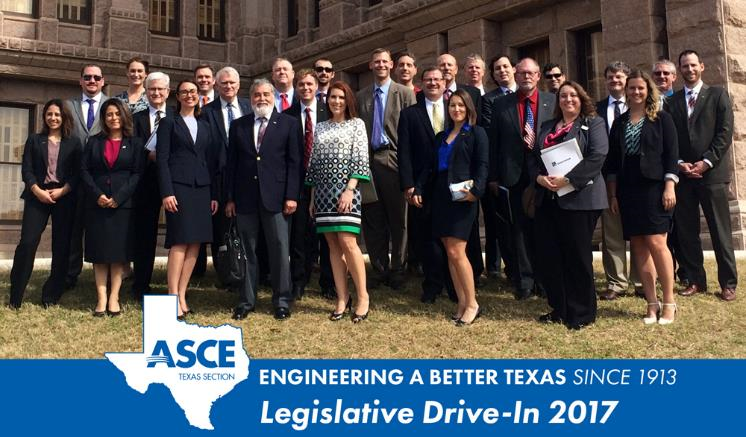 ASCE
TEXAS SECTION
ENGINEERING A BETTER TEXAS SINCE 1913
Legislative Drive-In 2017